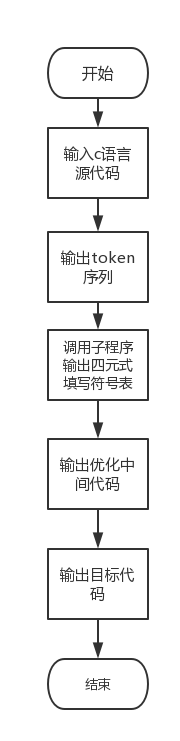 开始
输入c语言
源代码
输出token
序列
调用子程序
输出四元式
填写符号表
输出优化中
间代码
输出目标代
码
结束